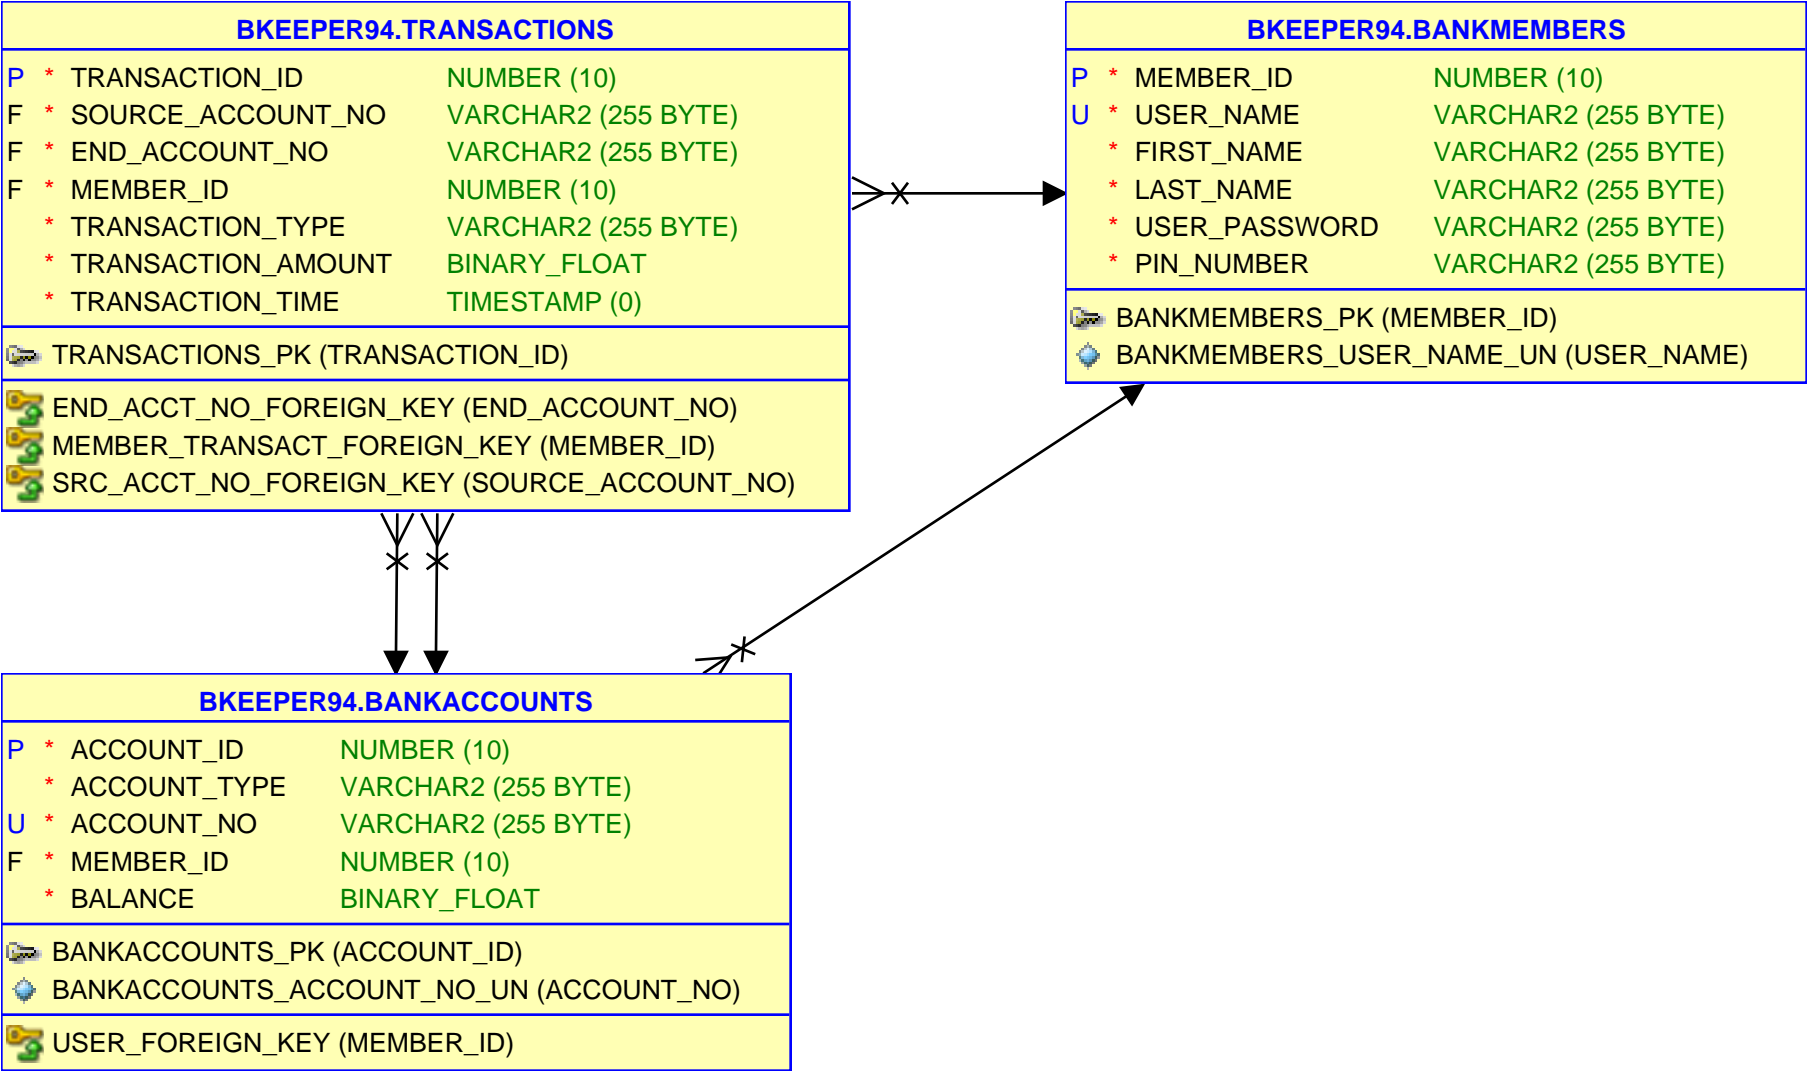 BKEEPER94.TRANSACTIONS
P * TRANSACTION_ID NUMBER (10)
F * SOURCE_ACCOUNT_NO VARCHAR2 (255 BYTE)
F * END_ACCOUNT_NO VARCHAR2 (255 BYTE)
F * MEMBER_ID NUMBER (10)
* TRANSACTION_TYPE VARCHAR2 (255 BYTE)
* TRANSACTION_AMOUNT BINARY_FLOAT
* TRANSACTION_TIME TIMESTAMP (0)
TRANSACTIONS_PK (TRANSACTION_ID)
END_ACCT_NO_FOREIGN_KEY (END_ACCOUNT_NO)
MEMBER_TRANSACT_FOREIGN_KEY (MEMBER_ID)
SRC_ACCT_NO_FOREIGN_KEY (SOURCE_ACCOUNT_NO)
BKEEPER94.BANKMEMBERS
P * MEMBER_ID NUMBER (10)
U * USER_NAME VARCHAR2 (255 BYTE)
* FIRST_NAME VARCHAR2 (255 BYTE)
* LAST_NAME VARCHAR2 (255 BYTE)
* USER_PASSWORD VARCHAR2 (255 BYTE)
* PIN_NUMBER VARCHAR2 (255 BYTE)
BANKMEMBERS_PK (MEMBER_ID)
BANKMEMBERS_USER_NAME_UN (USER_NAME)
BKEEPER94.BANKACCOUNTS
P * ACCOUNT_ID NUMBER (10)
* ACCOUNT_TYPE VARCHAR2 (255 BYTE)
U * ACCOUNT_NO VARCHAR2 (255 BYTE)
F * MEMBER_ID NUMBER (10)
* BALANCE BINARY_FLOAT
BANKACCOUNTS_PK (ACCOUNT_ID)
BANKACCOUNTS_ACCOUNT_NO_UN (ACCOUNT_NO)
USER_FOREIGN_KEY (MEMBER_ID)